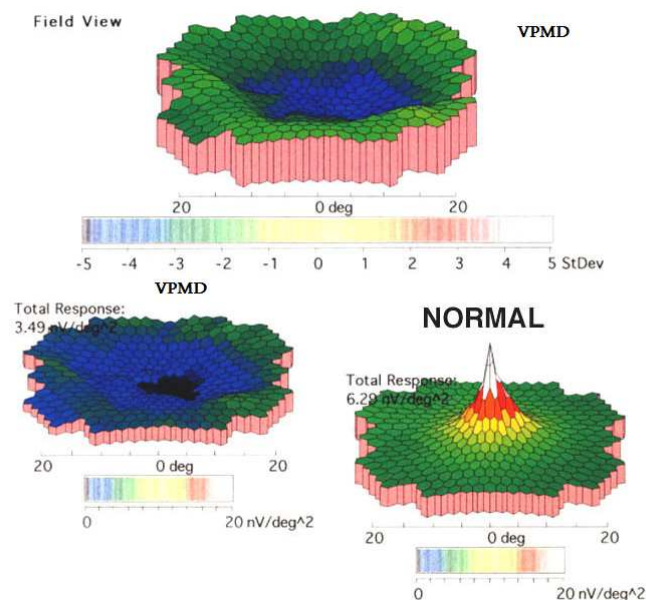 Field View
VPMD
20 0 deg 20
-5 -4 -3 -2 -1 0 1 2 3 4 5 StDev
VPMD
Total Response:
3.49 nV/deg^2
NORMAL
Total Response:
6.29 nV/deg^2
20 0 deg 20
0 20 nV/deg^2
20 0 deg 20
0 20 nV/deg^2